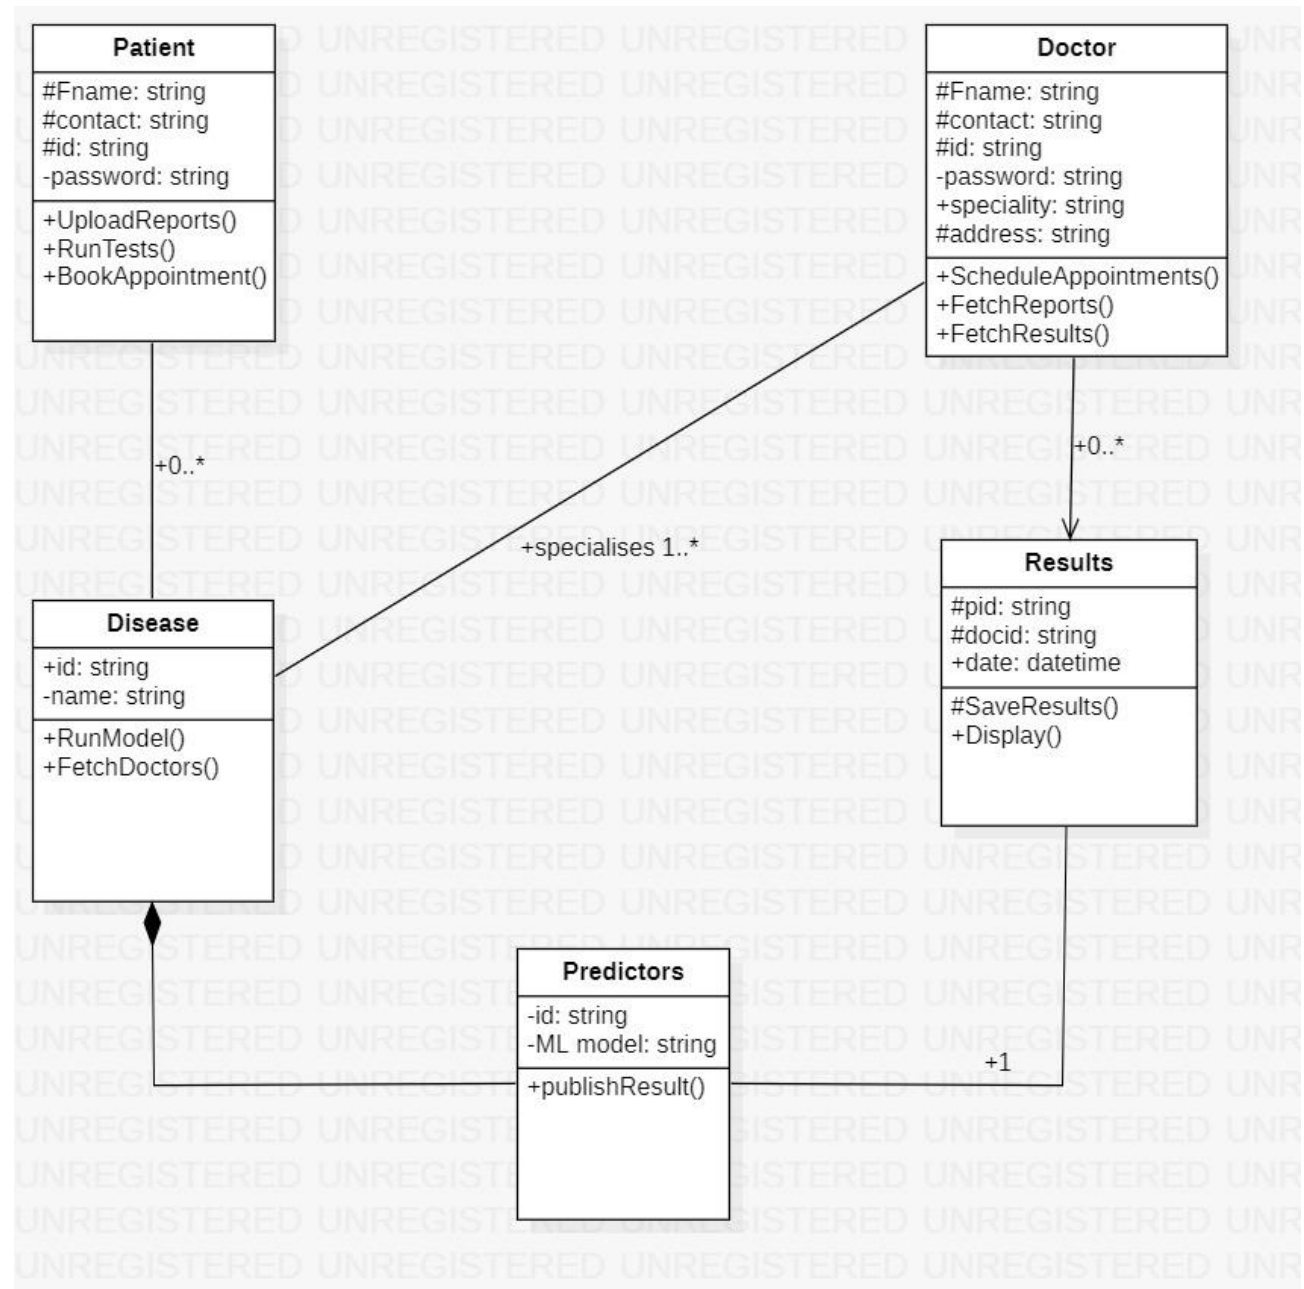 Patient
#Fname: string
#contact: string
#id: string
-password: string
+UploadReports()
+RunTests()
+BookAppointment()
Doctor
#Fname: string
#contact: string
#id: string
-password: string
+speciality: string
#address: string
+ScheduleAppointments()
+FetchReports()
+FetchResults()
+0..*
+0..*
+specialises 1..*
Disease
+id: string
-name: string
+RunModel()
+FetchDoctors()
Results
#pid: string
#docid: string
+date: datetime
#SaveResults()
+Display()
Predictors
-id: string
-ML model: string
+publishResult()
+1
UNREGISTERED UNREGISTERED